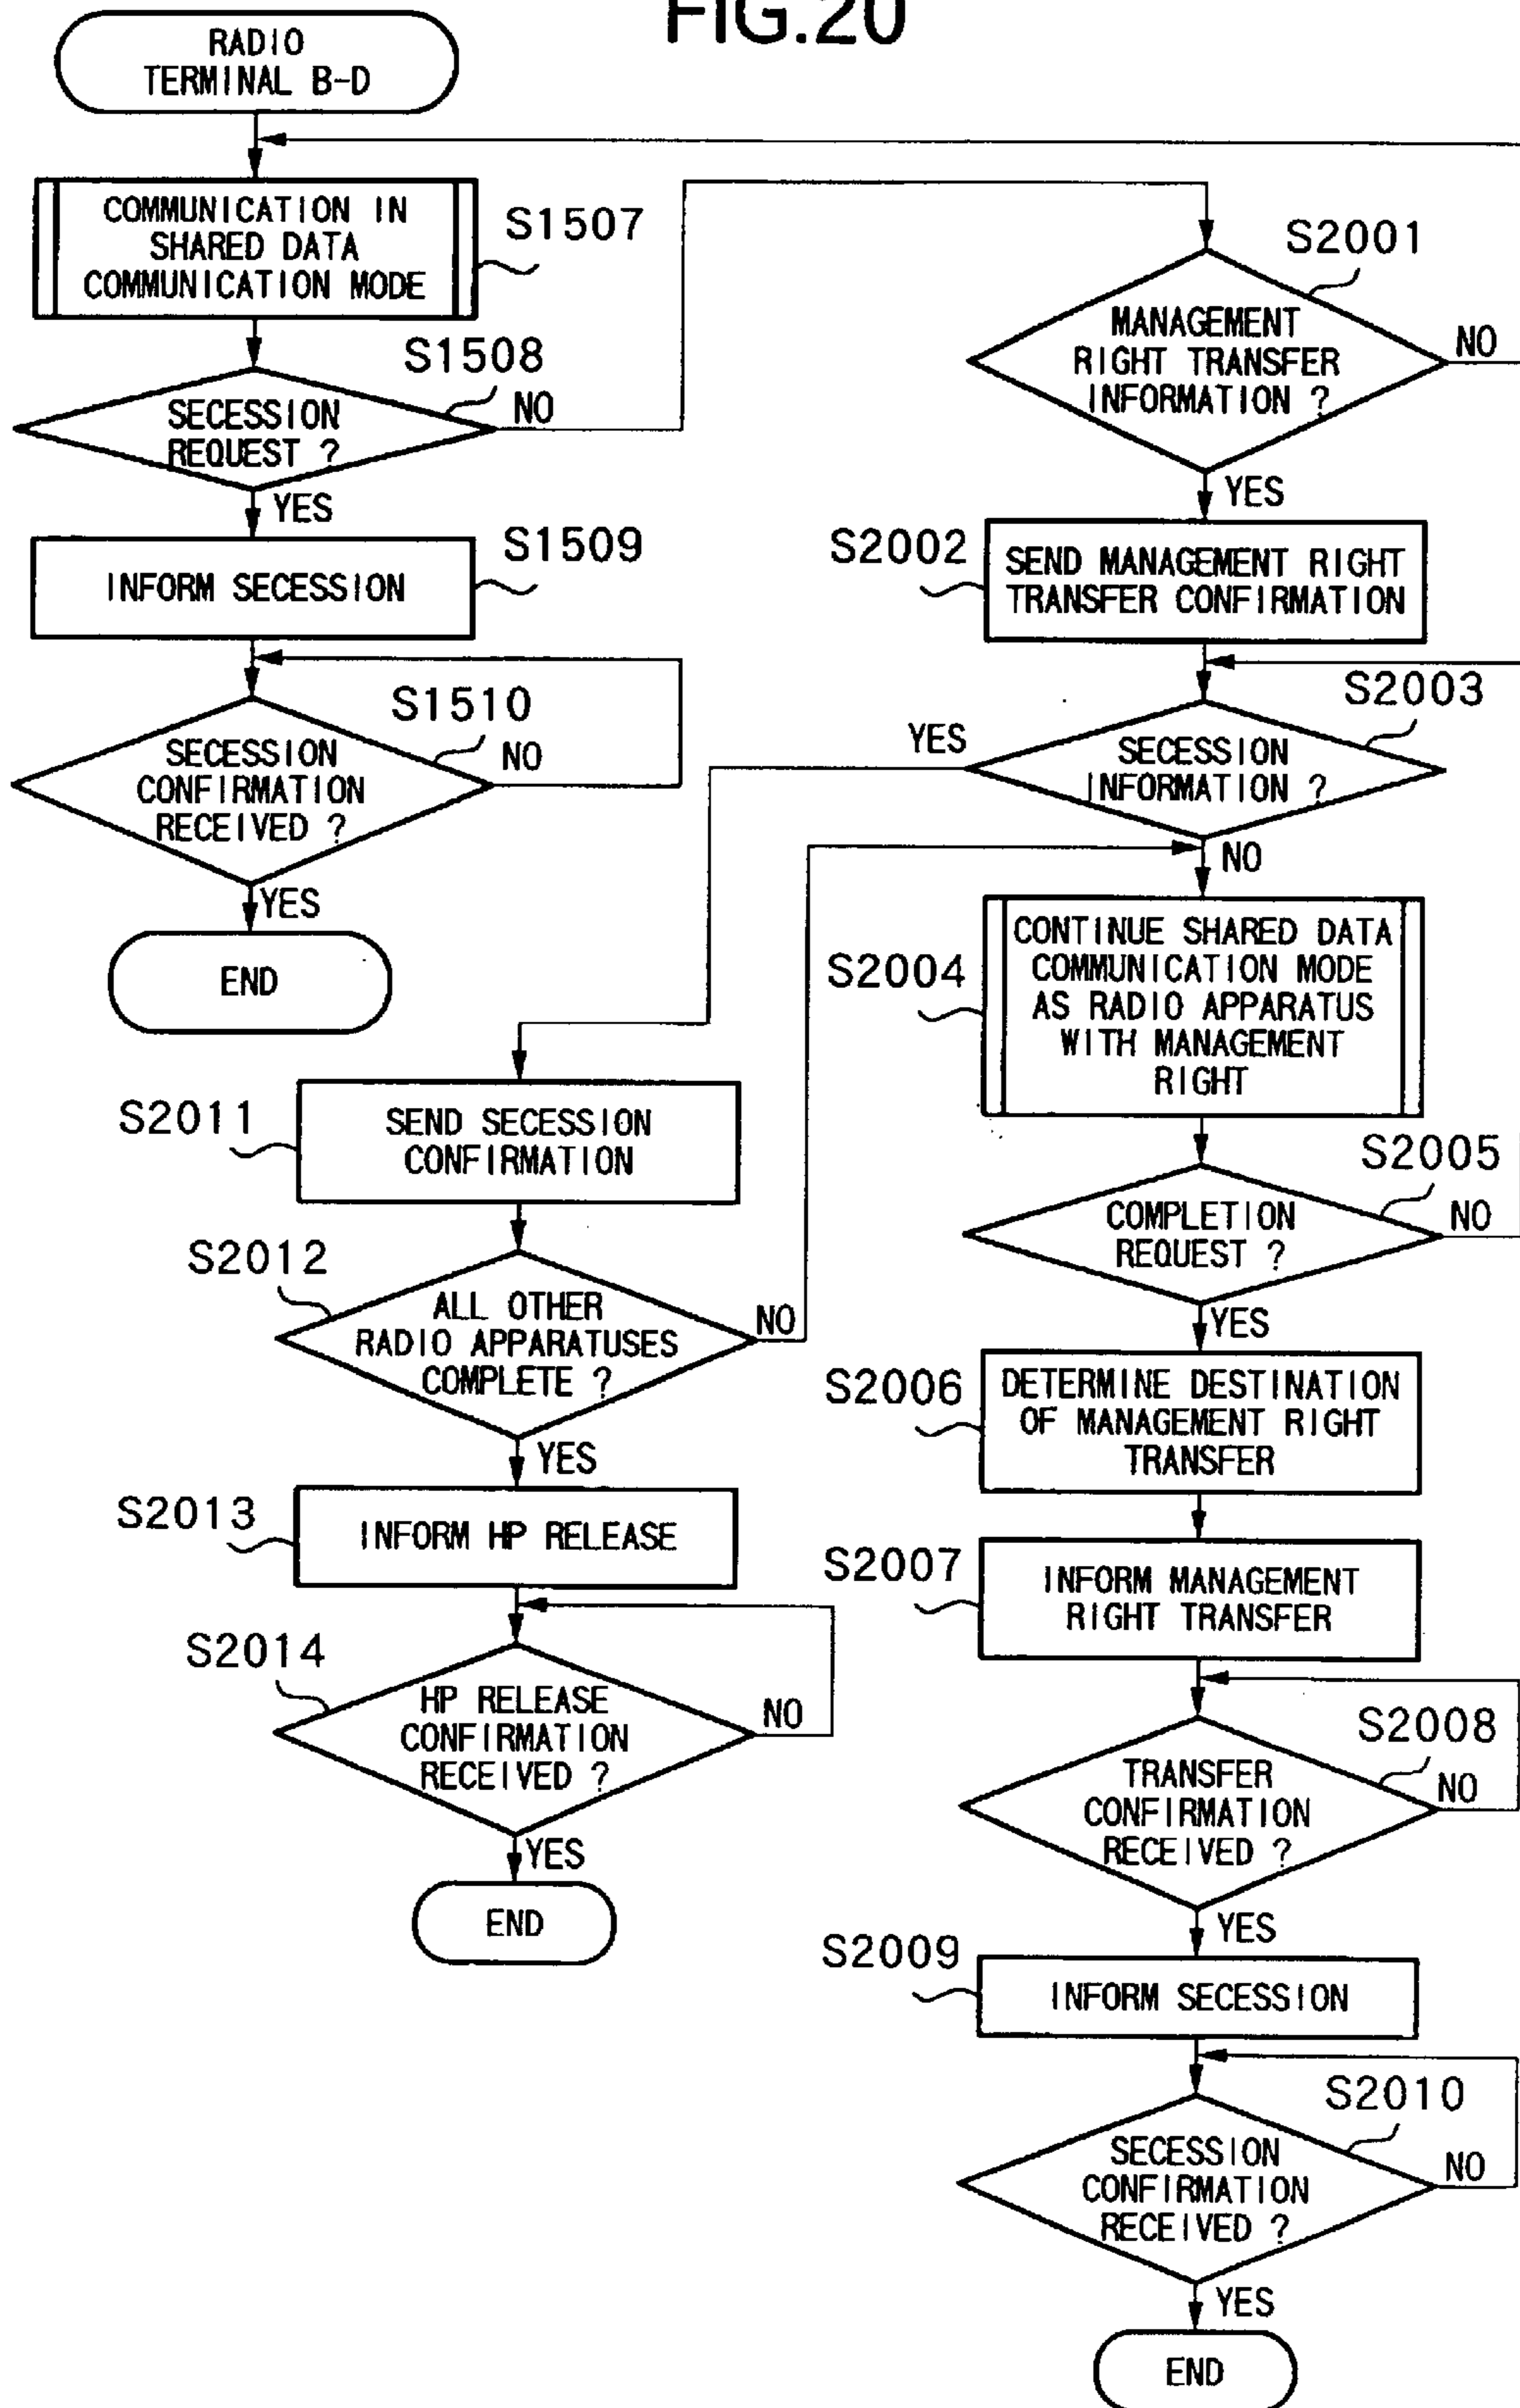 FIG.20
RADIO
TERMINAL B-D
COMMUNICATION IN
SHARED DATA
COMMUNICATION MODE
S1507
S1508
SECESSION
REQUEST ?
NO
YES
INFORM SECESSION
S1509
S1510
SECESSION
CONFIRMATION
RECEIVED ?
NO
YES
END
S2001
MANAGEMENT
RIGHT TRANSFER
INFORMATION ?
NO
YES
S2002
SEND MANAGEMENT RIGHT
TRANSFER CONFIRMATION
S2003
YES
SECESSION
INFORMATION ?
NO
S2004
CONTINUE SHARED DATA
COMMUNICATION MODE
AS RADIO APPARATUS
WITH MANAGEMENT
RIGHT
S2005
COMPLETION
REQUEST ?
NO
YES
S2006
DETERMINE DESTINATION
OF MANAGEMENT RIGHT
TRANSFER
S2007
INFORM MANAGEMENT
RIGHT TRANSFER
S2008
TRANSFER
CONFIRMATION
RECEIVED ?
NO
YES
S2009
INFORM SECESSION
S2010
SECESSION
CONFIRMATION
RECEIVED ?
NO
YES
END
S2011
SEND SECESSION
CONFIRMATION
S2012
ALL OTHER
RADIO APPARATUSES
COMPLETE ?
NO
YES
S2013
INFORM HP RELEASE
S2014
HP RELEASE
CONFIRMATION
RECEIVED ?
NO
YES
END